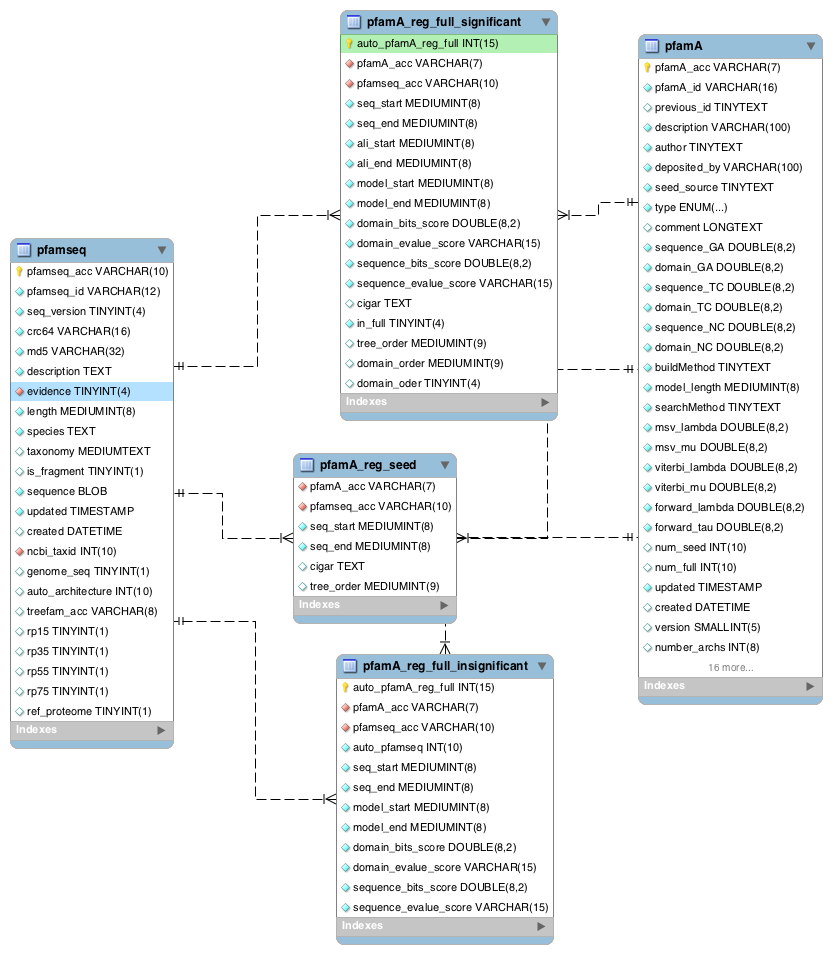 pfamA_reg_full_significant
auto_pfamA_reg_full INT(15)
pfamA_acc VARCHAR(7)
pfamseq_acc VARCHAR(10)
seq_start MEDIUMINT(8)
seq_end MEDIUMINT(8)
ali_start MEDIUMINT(8)
ali_end MEDIUMINT(8)
model_start MEDIUMINT(8)
model_end MEDIUMINT(8)
domain_bits_score DOUBLE(8,2)
domain_evalue_score VARCHAR(15)
sequence_bits_score DOUBLE(8,2)
sequence_evalue_score VARCHAR(15)
cigar TEXT
in_full TINYINT(4)
tree_order MEDIUMINT(9)
domain_order MEDIUMINT(9)
domain_oder TINYINT(4)
Indexes
pfamA
pfamA_acc VARCHAR(7)
pfamA_id VARCHAR(16)
previous_id TINYTEXT
description VARCHAR(100)
author TINYTEXT
deposited_by VARCHAR(100)
seed_source TINYTEXT
type ENUM(...)
comment LONGTEXT
sequence_GA DOUBLE(8,2)
domain_GA DOUBLE(8,2)
sequence_TC DOUBLE(8,2)
domain_TC DOUBLE(8,2)
sequence_NC DOUBLE(8,2)
domain_NC DOUBLE(8,2)
buildMethod TINYTEXT
model_length MEDIUMINT(8)
searchMethod TINYTEXT
msv_lambda DOUBLE(8,2)
msv_mu DOUBLE(8,2)
viterbi_lambda DOUBLE(8,2)
viterbi_mu DOUBLE(8,2)
forward_lambda DOUBLE(8,2)
forward_tau DOUBLE(8,2)
num_seed INT(10)
num_full INT(10)
updated TIMESTAMP
created DATETIME
version SMALLINT(5)
number_archs INT(8)
16 more...
Indexes
pfamseq
pfamseq_acc VARCHAR(10)
pfamseq_id VARCHAR(12)
seq_version TINYINT(4)
crc64 VARCHAR(16)
md5 VARCHAR(32)
description TEXT
evidence TINYINT(4)
length MEDIUMINT(8)
species TEXT
taxonomy MEDIUMTEXT
is_fragment TINYINT(1)
sequence BLOB
updated TIMESTAMP
created DATETIME
ncbi_taxid INT(10)
genome_seq TINYINT(1)
auto_architecture INT(10)
treefam_acc VARCHAR(8)
rp15 TINYINT(1)
rp35 TINYINT(1)
rp55 TINYINT(1)
rp75 TINYINT(1)
ref_proteome TINYINT(1)
Indexes
pfamA_reg_seed
pfamA_acc VARCHAR(7)
pfamseq_acc VARCHAR(10)
seq_start MEDIUMINT(8)
seq_end MEDIUMINT(8)
cigar TEXT
tree_order MEDIUMINT(9)
Indexes
pfamA_reg_full_insignificant
auto_pfamA_reg_full INT(15)
pfamA_acc VARCHAR(7)
pfamseq_acc VARCHAR(10)
auto_pfamseq INT(10)
seq_start MEDIUMINT(8)
seq_end MEDIUMINT(8)
model_start MEDIUMINT(8)
model_end MEDIUMINT(8)
domain_bits_score DOUBLE(8,2)
domain_evalue_score VARCHAR(15)
sequence_bits_score DOUBLE(8,2)
sequence_evalue_score VARCHAR(15)
Indexes